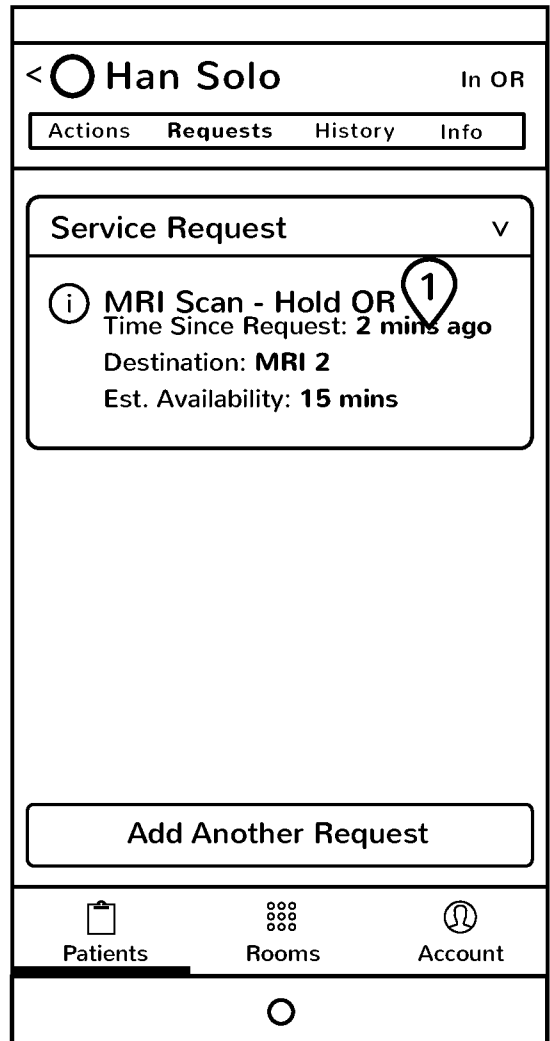 < Han Solo In OR
Actions Requests History Info
Service Request v
i MRI Scan - Hold OR 1
Time Since Request: 2 mins ago
Destination: MRI 2
Est. Availability: 15 mins
Add Another Request
Patients Rooms Account